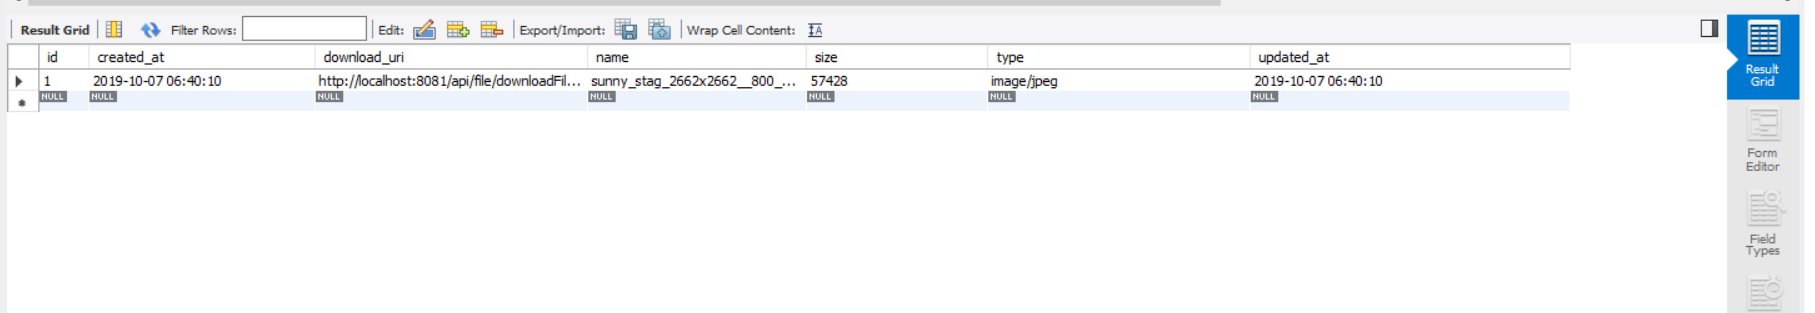 Result Grid Filter Rows: Edit: Export/Import: Wrap Cell Content:
id created_at download_uri name size type updated_at
1 2019-10-07 06:40:10 http://localhost:8081/api/file/downloadFil... sunny_stag_2662x2662__800_... 57428 image/jpeg 2019-10-07 06:40:10
NULL NULL NULL NULL NULL NULL NULL
Result
Grid
Form
Editor
Field
Types